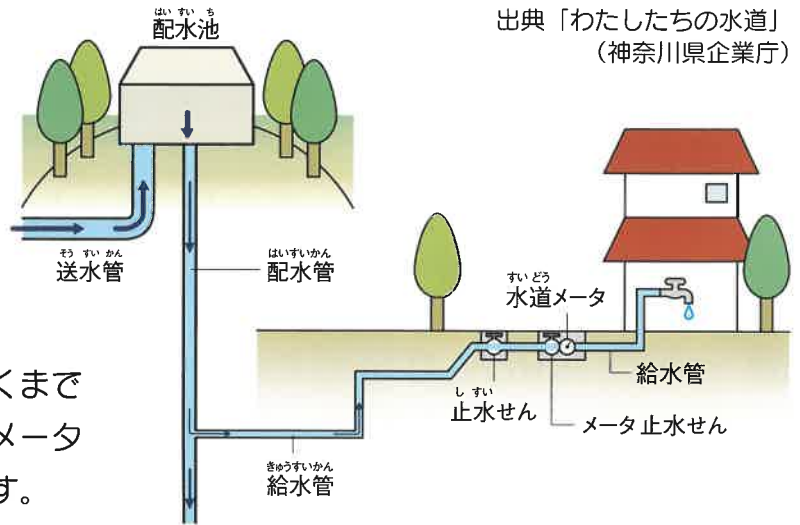 出典「わたしたちの水道」
（神奈川県企業庁）
はい すい ち
配水池
そう すい かん
送水管
はいすいかん
配水管
すい どう
水道メータ
し すい
止水せん
給水管
メータ止水せん
きゅうすいかん
給水管
くまで
メータ
す。